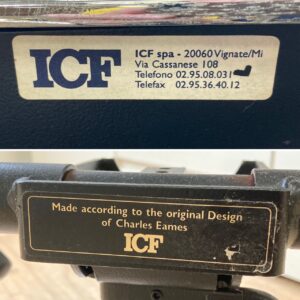 ICF
ICF spa - 20060 Vignate/Mi
Via Cassanese 108
Telefono 02.95.08.031
Telefax 02.95.36.40.12
Made according to the original Design
of Charles Eames
ICF